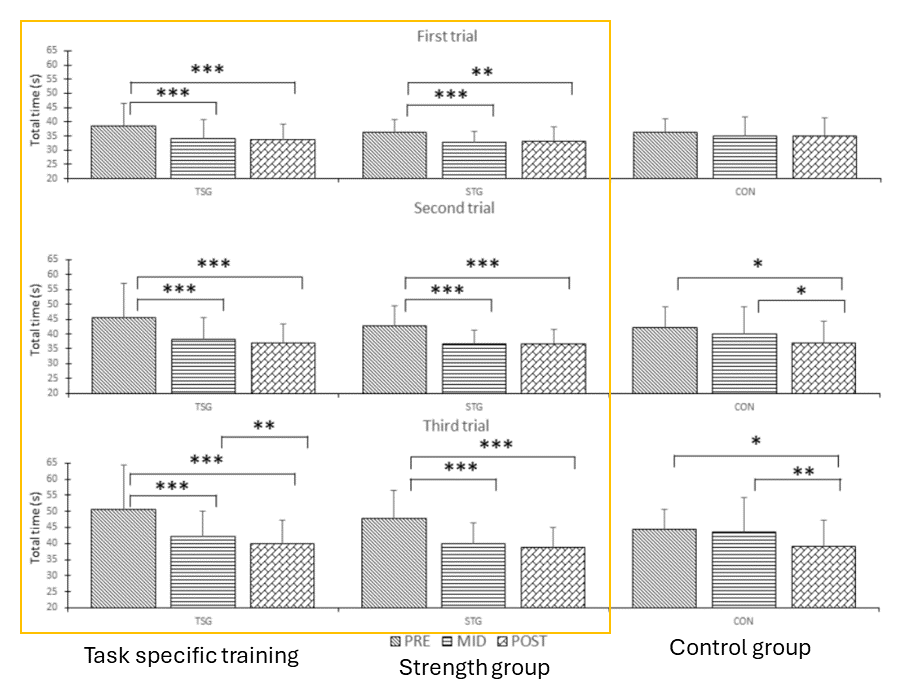 First trial
Total time (s)
65
60
55
50
45
40
35
30
25
20
***
***
**
***
TSG
STG
CON
Second trial
Total time (s)
65
60
55
50
45
40
35
30
25
20
***
***
***
***
*
*
TSG
STG
CON
Third trial
Total time (s)
65
60
55
50
45
40
35
30
25
20
**
***
***
***
***
*
**
TSG
STG
CON
PRE MID POST
Task specific training
Strength group
Control group